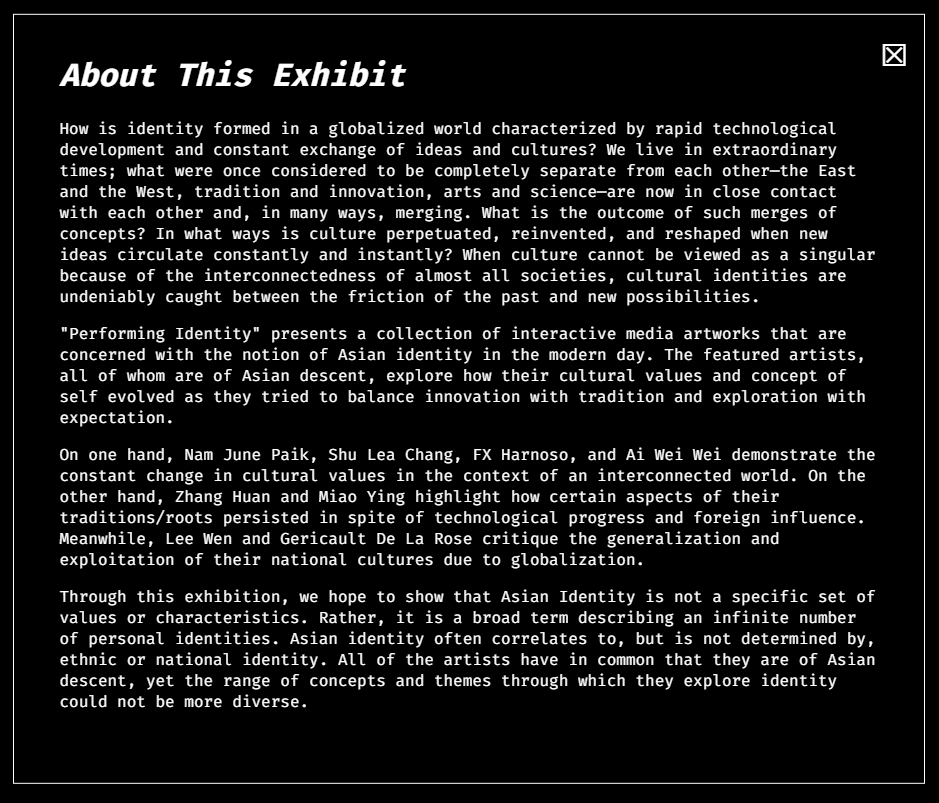 About This Exhibit
How is identity formed in a globalized world characterized by rapid technological
development and constant exchange of ideas and cultures? We live in extraordinary
times; what were once considered to be completely separate from each other—the East
and the West, tradition and innovation, arts and science—are now in close contact
with each other and, in many ways, merging. What is the outcome of such merges of
concepts? In what ways is culture perpetuated, reinvented, and reshaped when new
ideas circulate constantly and instantly? When culture cannot be viewed as a singular
because of the interconnectedness of almost all societies, cultural identities are
undeniably caught between the friction of the past and new possibilities.
"Performing Identity" presents a collection of interactive media artworks that are
concerned with the notion of Asian identity in the modern day. The featured artists,
all of whom are of Asian descent, explore how their cultural values and concept of
self evolved as they tried to balance innovation with tradition and exploration with
expectation.
On one hand, Nam June Paik, Shu Lea Chang, FX Harnoso, and Ai Wei Wei demonstrate the
constant change in cultural values in the context of an interconnected world. On the
other hand, Zhang Huan and Miao Ying highlight how certain aspects of their
traditions/roots persisted in spite of technological progress and foreign influence.
Meanwhile, Lee Wen and Gericault De La Rose critique the generalization and
exploitation of their national cultures due to globalization.
Through this exhibition, we hope to show that Asian Identity is not a specific set of
values or characteristics. Rather, it is a broad term describing an infinite number
of personal identities. Asian identity often correlates to, but is not determined by,
ethnic or national identity. All of the artists have in common that they are of Asian
descent, yet the range of concepts and themes through which they explore identity
could not be more diverse.